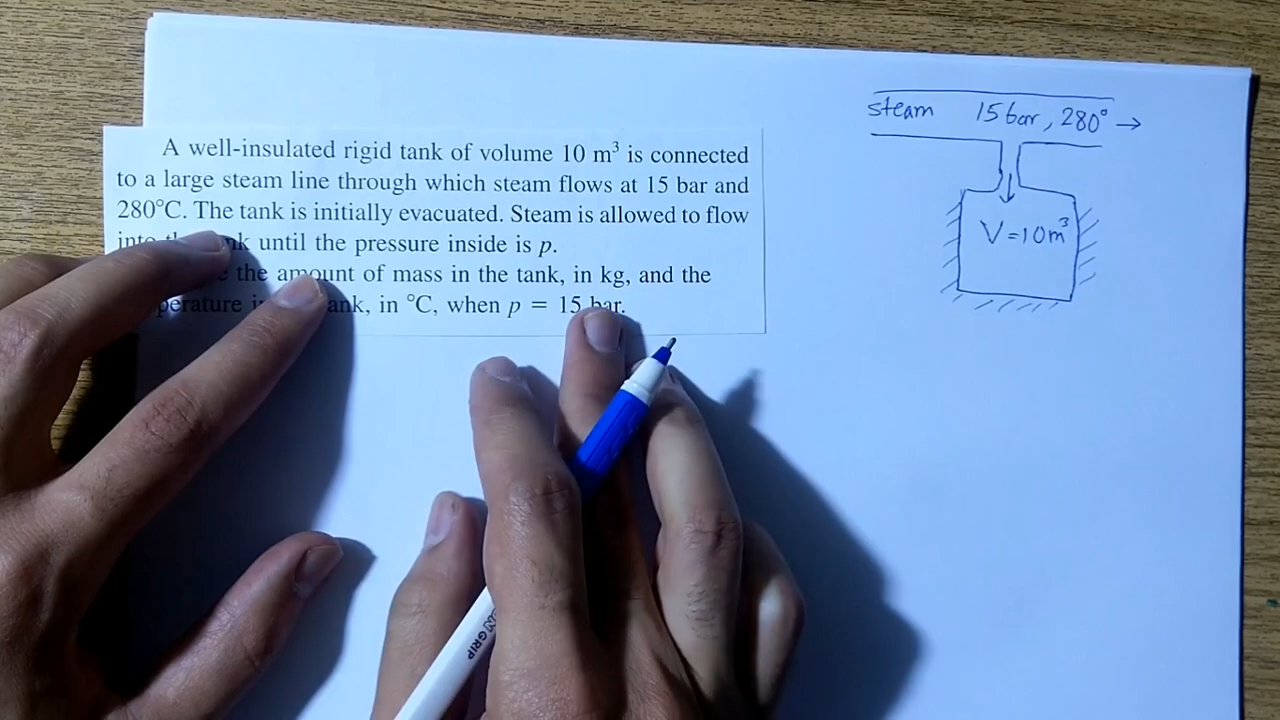 A well-insulated rigid tank of volume 10 m³ is connected
to a large steam line through which steam flows at 15 bar and
280°C. The tank is initially evacuated. Steam is allowed to flow
into until the pressure inside is p.
the amount of mass in the tank, in kg, and the
in °C, when p = 15 bar.
steam 15 bar, 280° →
V=10m³
GRIP